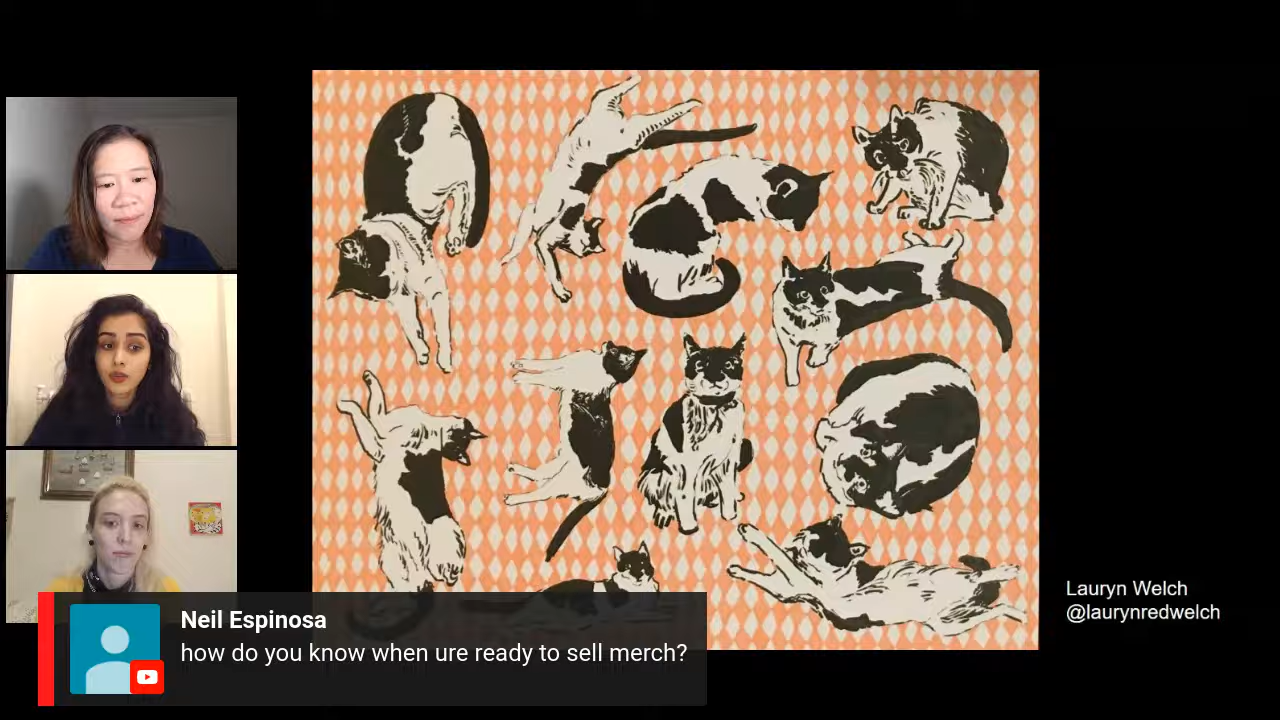 Lauryn Welch
@laurynredwelch
Neil Espinosa
how do you know when ure ready to sell merch?